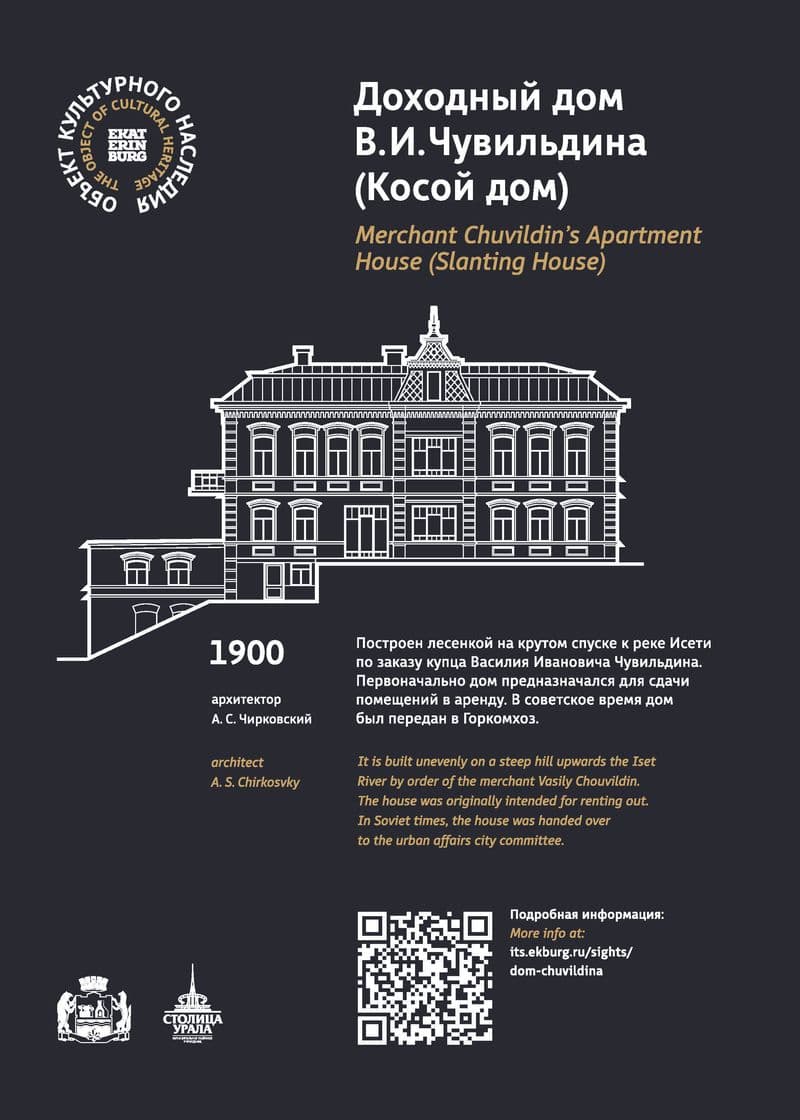 ОБЪЕКТ КУЛЬТУРНОГО НАСЛЕДИЯ
THE OBJECT OF CULTURAL HERITAGE
EKAT
ERIN
BURG
Доходный дом
В.И.Чувильдина
(Косой дом)
Merchant Chuvildin's Apartment
House (Slanting House)
1900
архитектор
А. С. Чирковский
architect
A. S. Chirkosvky
Построен лесенкой на крутом спуске к реке Исети
по заказу купца Василия Ивановича Чувильдина.
Первоначально дом предназначался для сдачи
помещений в аренду. В советское время дом
был передан в Горкомхоз.
It is built unevenly on a steep hill upwards the Iset
River by order of the merchant Vasily Chouvildin.
The house was originally intended for renting out.
In Soviet times, the house was handed over
to the urban affairs city committee.
Подробная информация:
More info at:
its.ekburg.ru/sights/
dom-chuvildina
СТОЛИЦА
УРАЛА